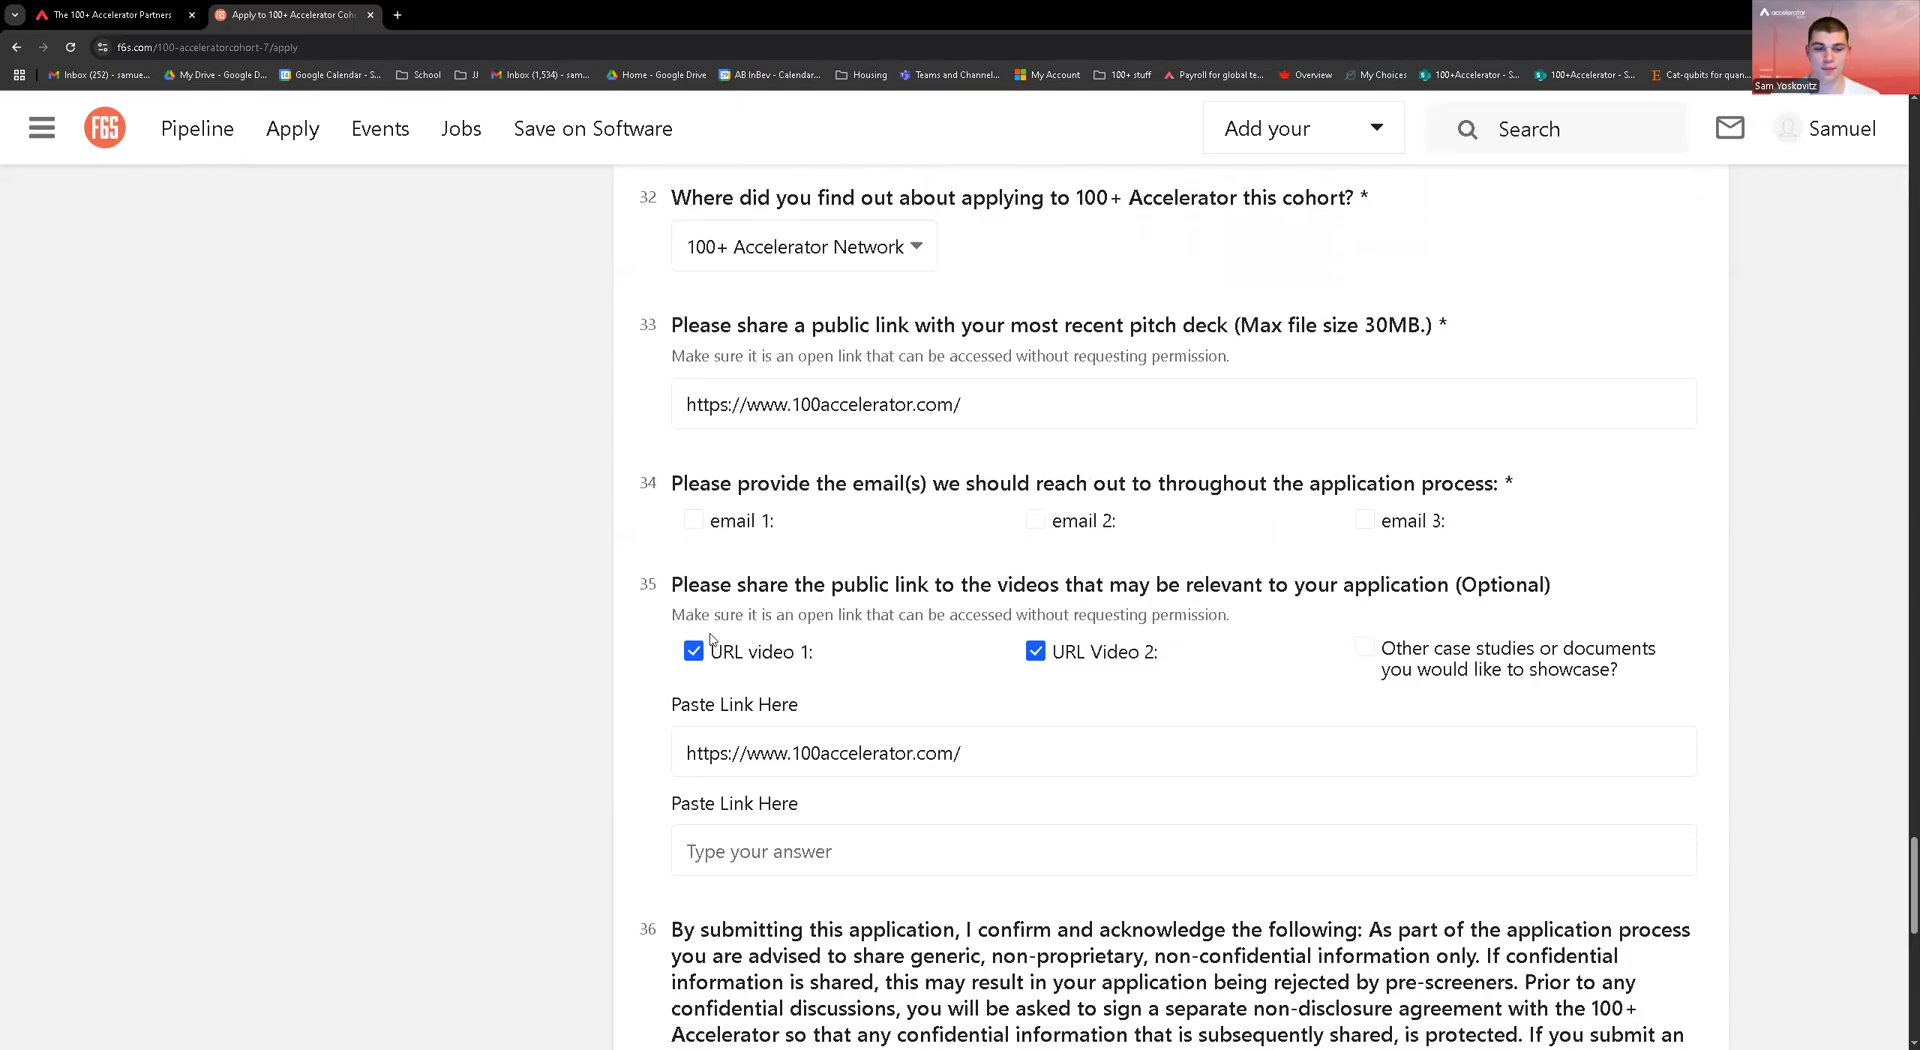 The 100+ Accelerator Partners
Apply to 100+ Accelerator Coh
f6s.com/100-acceleratorcohort-7/apply
Inbox (252) - samue...
My Drive - Google D...
Google Calendar - S...
School
JJ
Inbox (1,534) - sam...
Home - Google Drive
AB InBev - Calendar...
Housing
Teams and Channel...
My Account
100+ stuff
Payroll for global te...
Overview
My Choices
100+Accelerator - S...
100+Accelerator - S...
Cat-qubits for quan...
accelerator
Sam Yoskovitz
F6S
Pipeline
Apply
Events
Jobs
Save on Software
Add your
Search
Samuel
32 Where did you find out about applying to 100+ Accelerator this cohort? *
100+ Accelerator Network
33 Please share a public link with your most recent pitch deck (Max file size 30MB.) *
Make sure it is an open link that can be accessed without requesting permission.
https://www.100accelerator.com/
34 Please provide the email(s) we should reach out to throughout the application process: *
email 1:
email 2:
email 3:
35 Please share the public link to the videos that may be relevant to your application (Optional)
Make sure it is an open link that can be accessed without requesting permission.
URL video 1:
URL Video 2:
Other case studies or documents
you would like to showcase?
Paste Link Here
https://www.100accelerator.com/
Paste Link Here
Type your answer
36 By submitting this application, I confirm and acknowledge the following: As part of the application process
you are advised to share generic, non-proprietary, non-confidential information only. If confidential
information is shared, this may result in your application being rejected by pre-screeners. Prior to any
confidential discussions, you will be asked to sign a separate non-disclosure agreement with the 100+
Accelerator so that any confidential information that is subsequently shared, is protected. If you submit an